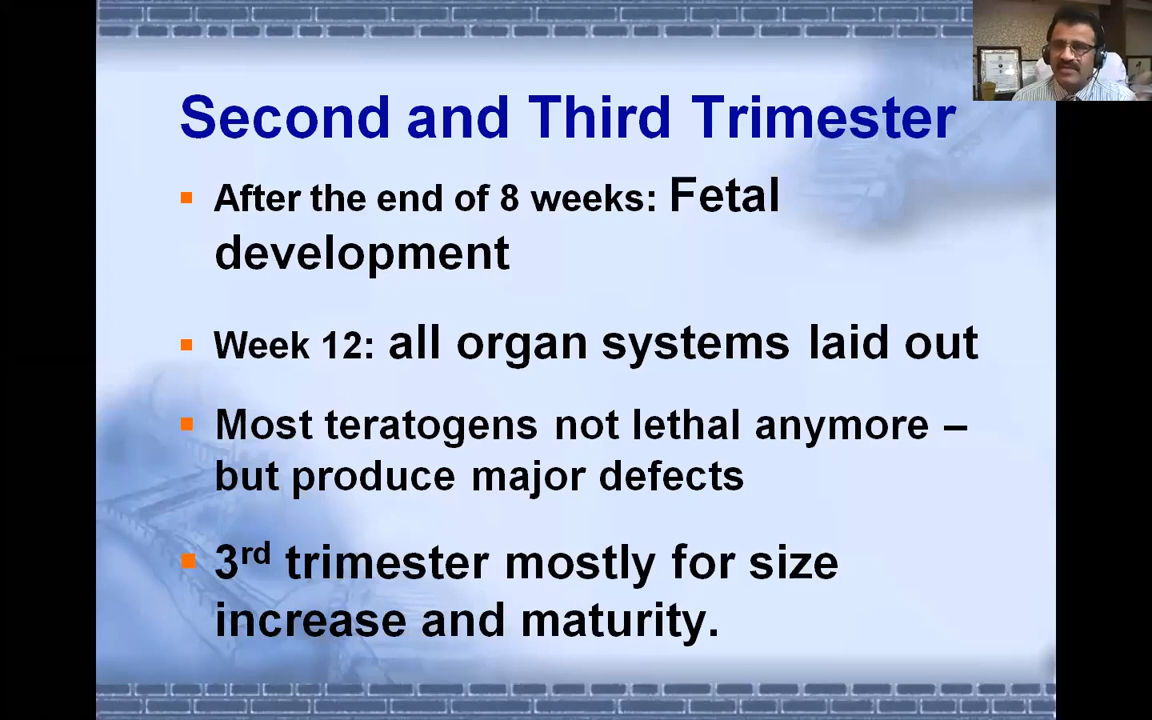 Second and Third Trimester
After the end of 8 weeks: Fetal
development
Week 12: all organ systems laid out
Most teratogens not lethal anymore –
but produce major defects
3rd trimester mostly for size
increase and maturity.